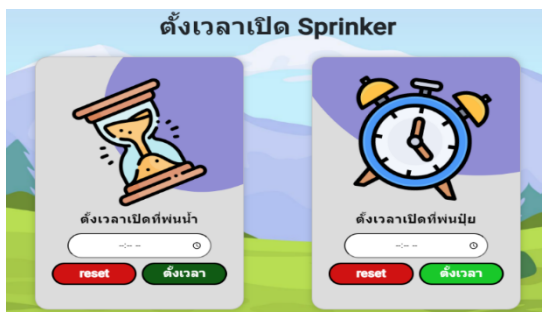 ตั้งเวลาเปิด Sprinker
ตั้งเวลาเปิดที่พ่นน้ำ
--:-- --
reset ตั้งเวลา
ตั้งเวลาเปิดที่พ่นปุ๋ย
--:-- --
reset ตั้งเวลา